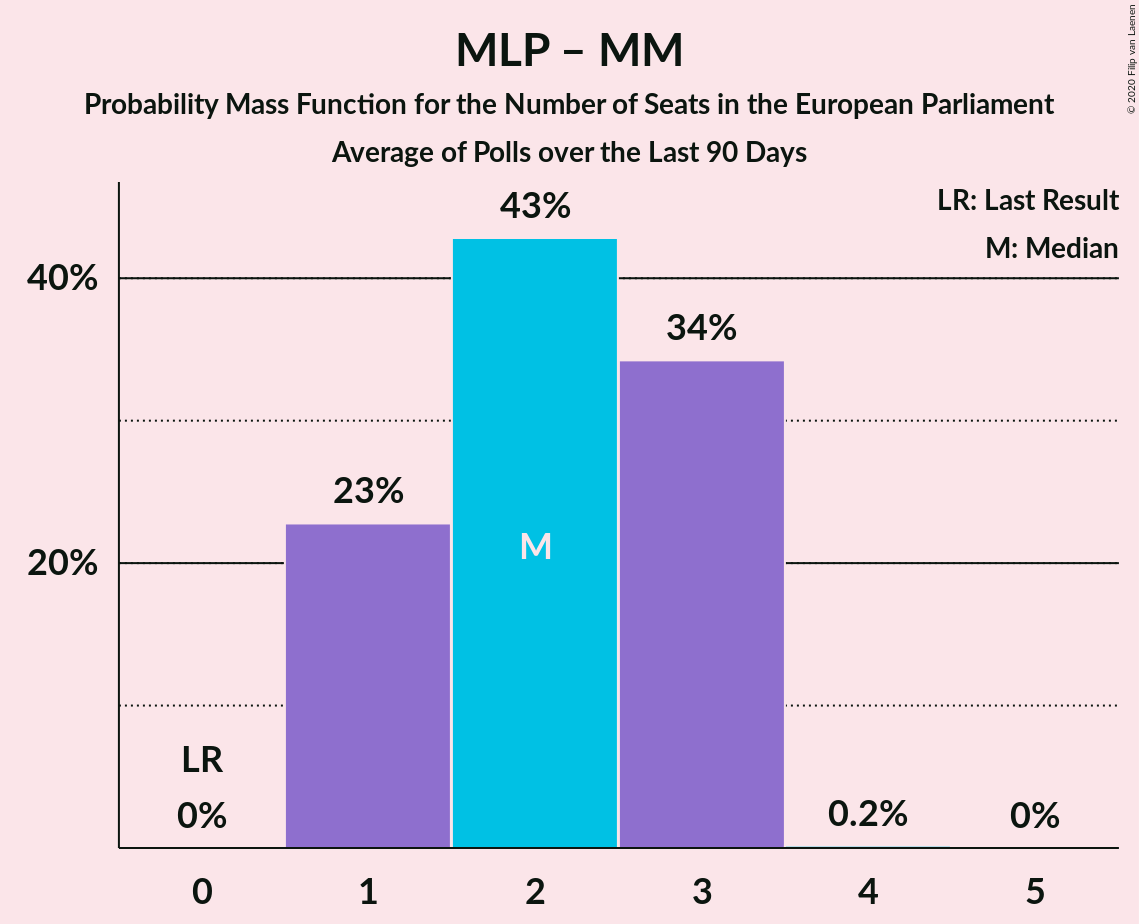 MLP – MM
Probability Mass Function for the Number of Seats in the European Parliament
Average of Polls over the Last 90 Days
© 2020 Filip van Laenen
LR: Last Result
M: Median
43%
40%
34%
23%
20%
M
LR
0%
0.2%
0%
0 1 2 3 4 5